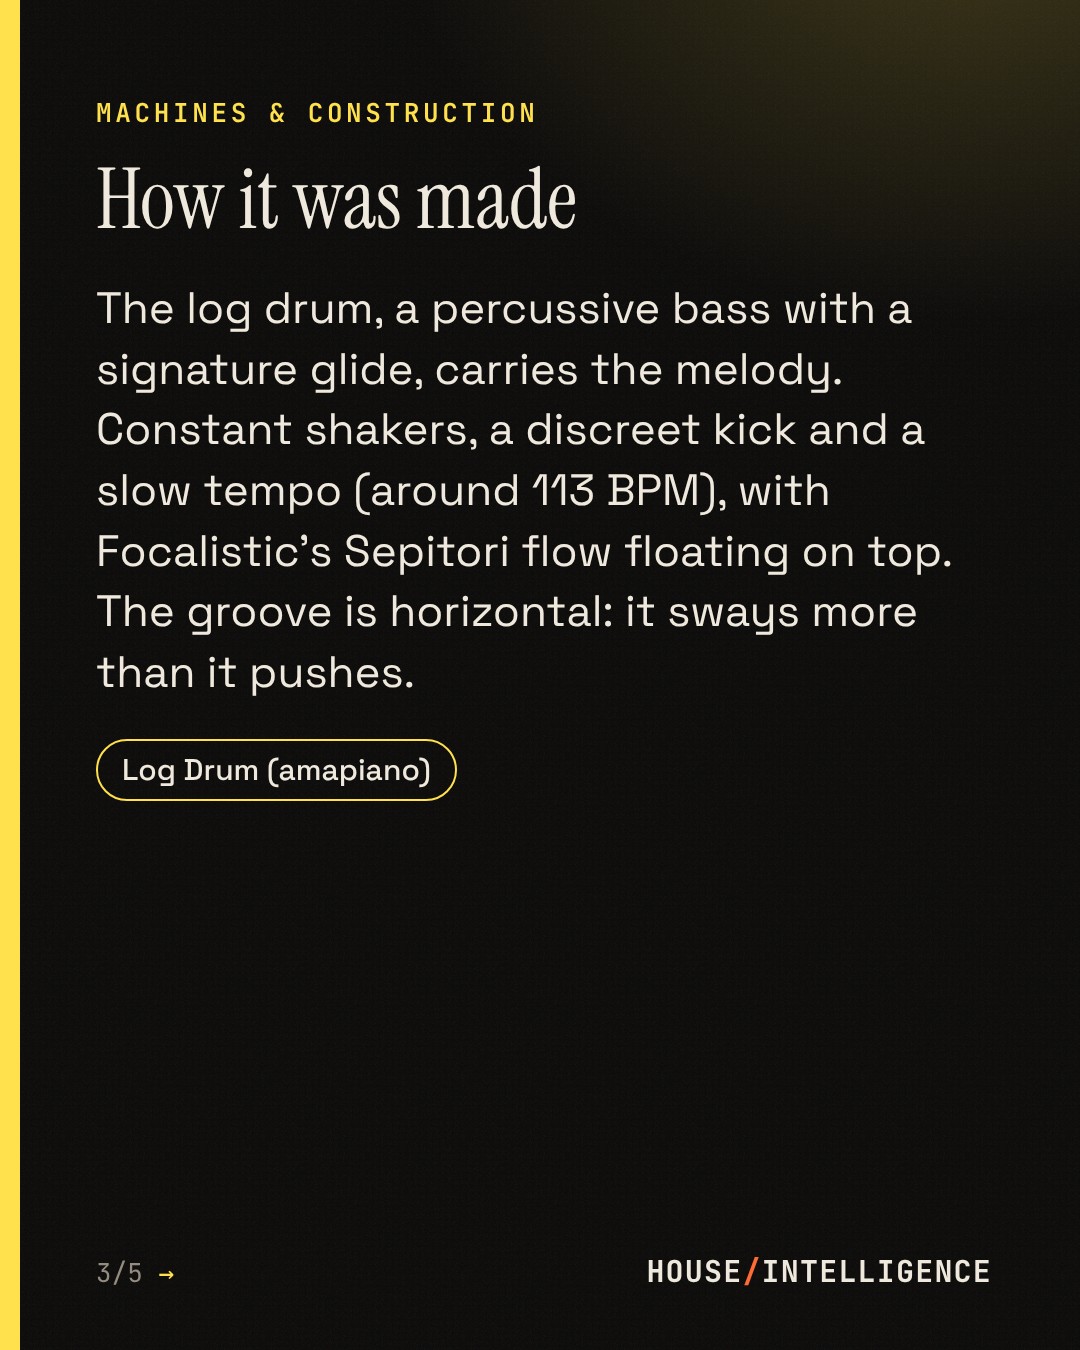 MACHINES & CONSTRUCTION
How it was made
The log drum, a percussive bass with a
signature glide, carries the melody.
Constant shakers, a discreet kick and a
slow tempo (around 113 BPM), with
Focalistic’s Sepitori flow floating on top.
The groove is horizontal: it sways more
than it pushes.
Log Drum (amapiano)
3/5 →
HOUSE/INTELLIGENCE